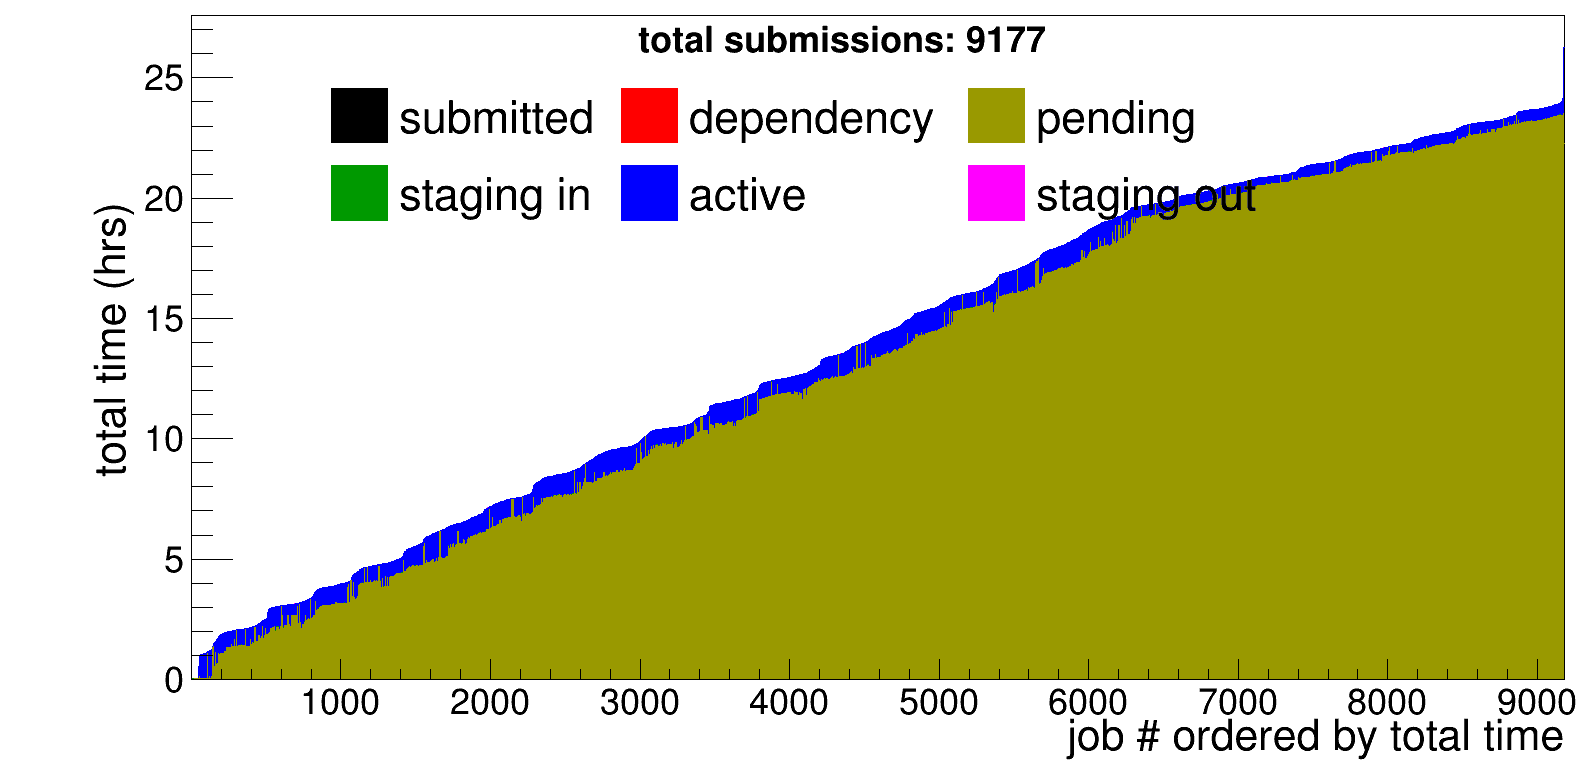 total submissions: 9177
submitted dependency pending
staging in active staging out
total time (hrs)
25
20
15
10
5
0
1000 2000 3000 4000 5000 6000 7000 8000 9000
job # ordered by total time